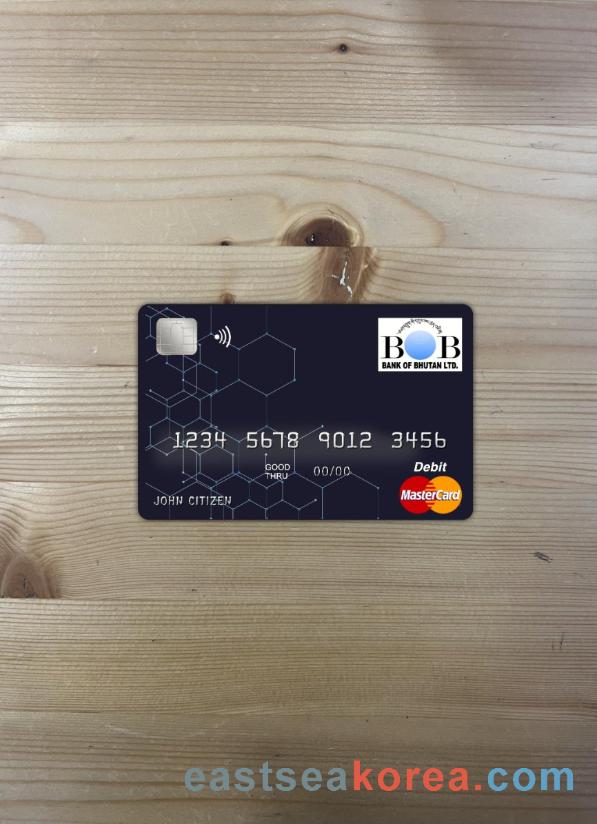 BOB
BANK OF BHUTAN LTD.
1234 5678 9012 3456
GOOD
THRU
00/00
Debit
JOHN CITIZEN
MasterCard
eastseakorea.com